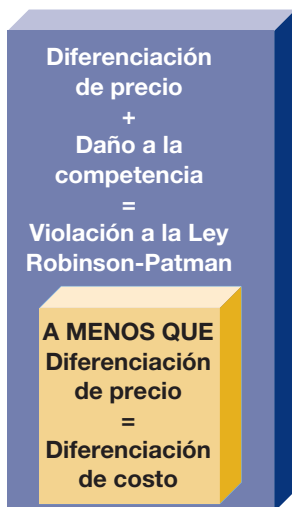 Diferenciación
de precio
+
Daño a la
competencia
=
Violación a la Ley
Robinson-Patman
A MENOS QUE
Diferenciación
de precio
=
Diferenciación
de costo